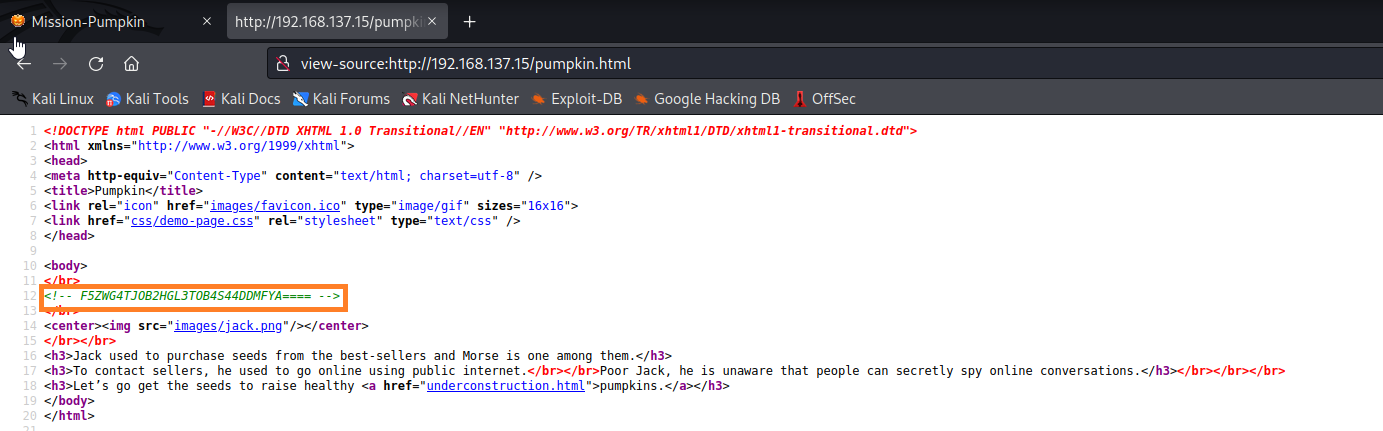 Mission-Pumpkin × http://192.168.137.15/pumpki × +
view-source:http://192.168.137.15/pumpkin.html
Kali Linux Kali Tools Kali Docs Kali Forums Kali NetHunter Exploit-DB Google Hacking DB OffSec
1 <!DOCTYPE html PUBLIC "-//W3C//DTD XHTML 1.0 Transitional//EN" "http://www.w3.org/TR/xhtml1/DTD/xhtml1-transitional.dtd">
2 <html xmlns="http://www.w3.org/1999/xhtml">
3 <head>
4 <meta http-equiv="Content-Type" content="text/html; charset=utf-8" />
5 <title>Pumpkin</title>
6 <link rel="icon" href="images/favicon.ico" type="image/gif" sizes="16x16">
7 <link href="css/demo-page.css" rel="stylesheet" type="text/css" />
8 </head>
9
10 <body>
11 </br>
12 <!-- F5ZWG4TJOB2HGL3TOB4S44DDMFYA==== -->
13 </br>
14 <center><img src="images/jack.png"/></center>
15 </br></br>
16 <h3>Jack used to purchase seeds from the best-sellers and Morse is one among them.</h3>
17 <h3>To contact sellers, he used to go online using public internet.</br></br>Poor Jack, he is unaware that people can secretly spy online conversations.</h3></br></br></br>
18 <h3>Let’s go get the seeds to raise healthy <a href="underconstruction.html">pumpkins.</a></h3>
19 </body>
20 </html>
21